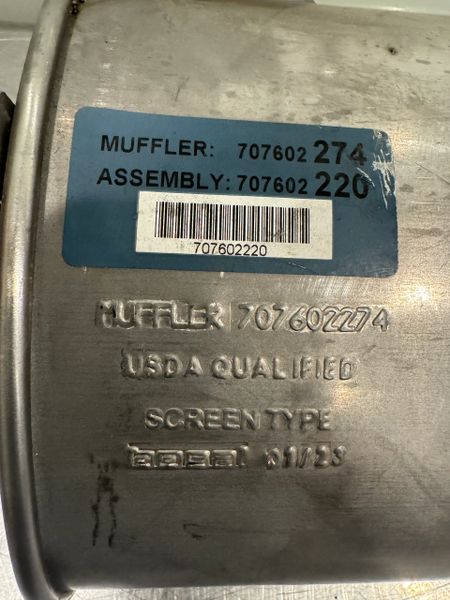 MUFFLER: 707602 274
ASSEMBLY: 707602 220
707602220
MUFFLER 707602274
USDA QUALIFIED
SCREEN TYPE
01/23